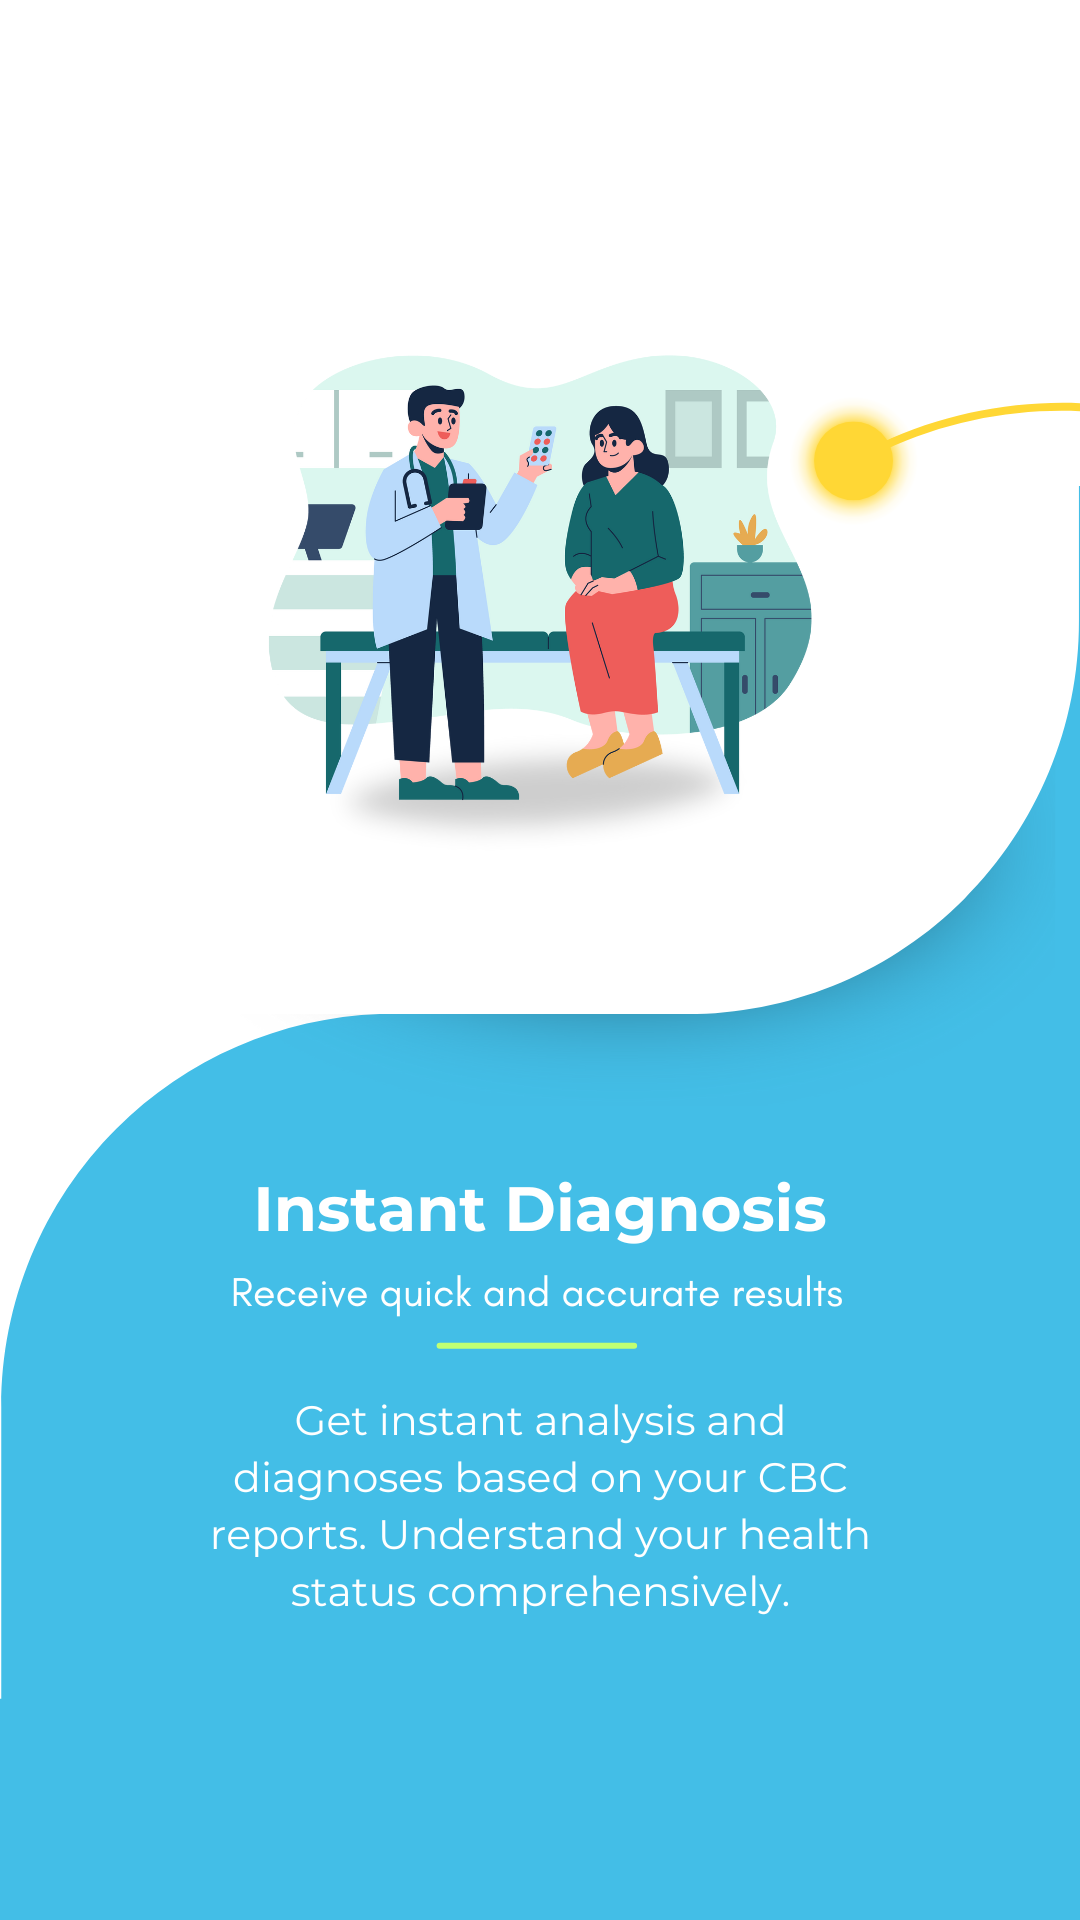 Instant Diagnosis
Receive quick and accurate results
Get instant analysis and
diagnoses based on your CBC
reports. Understand your health
status comprehensively.